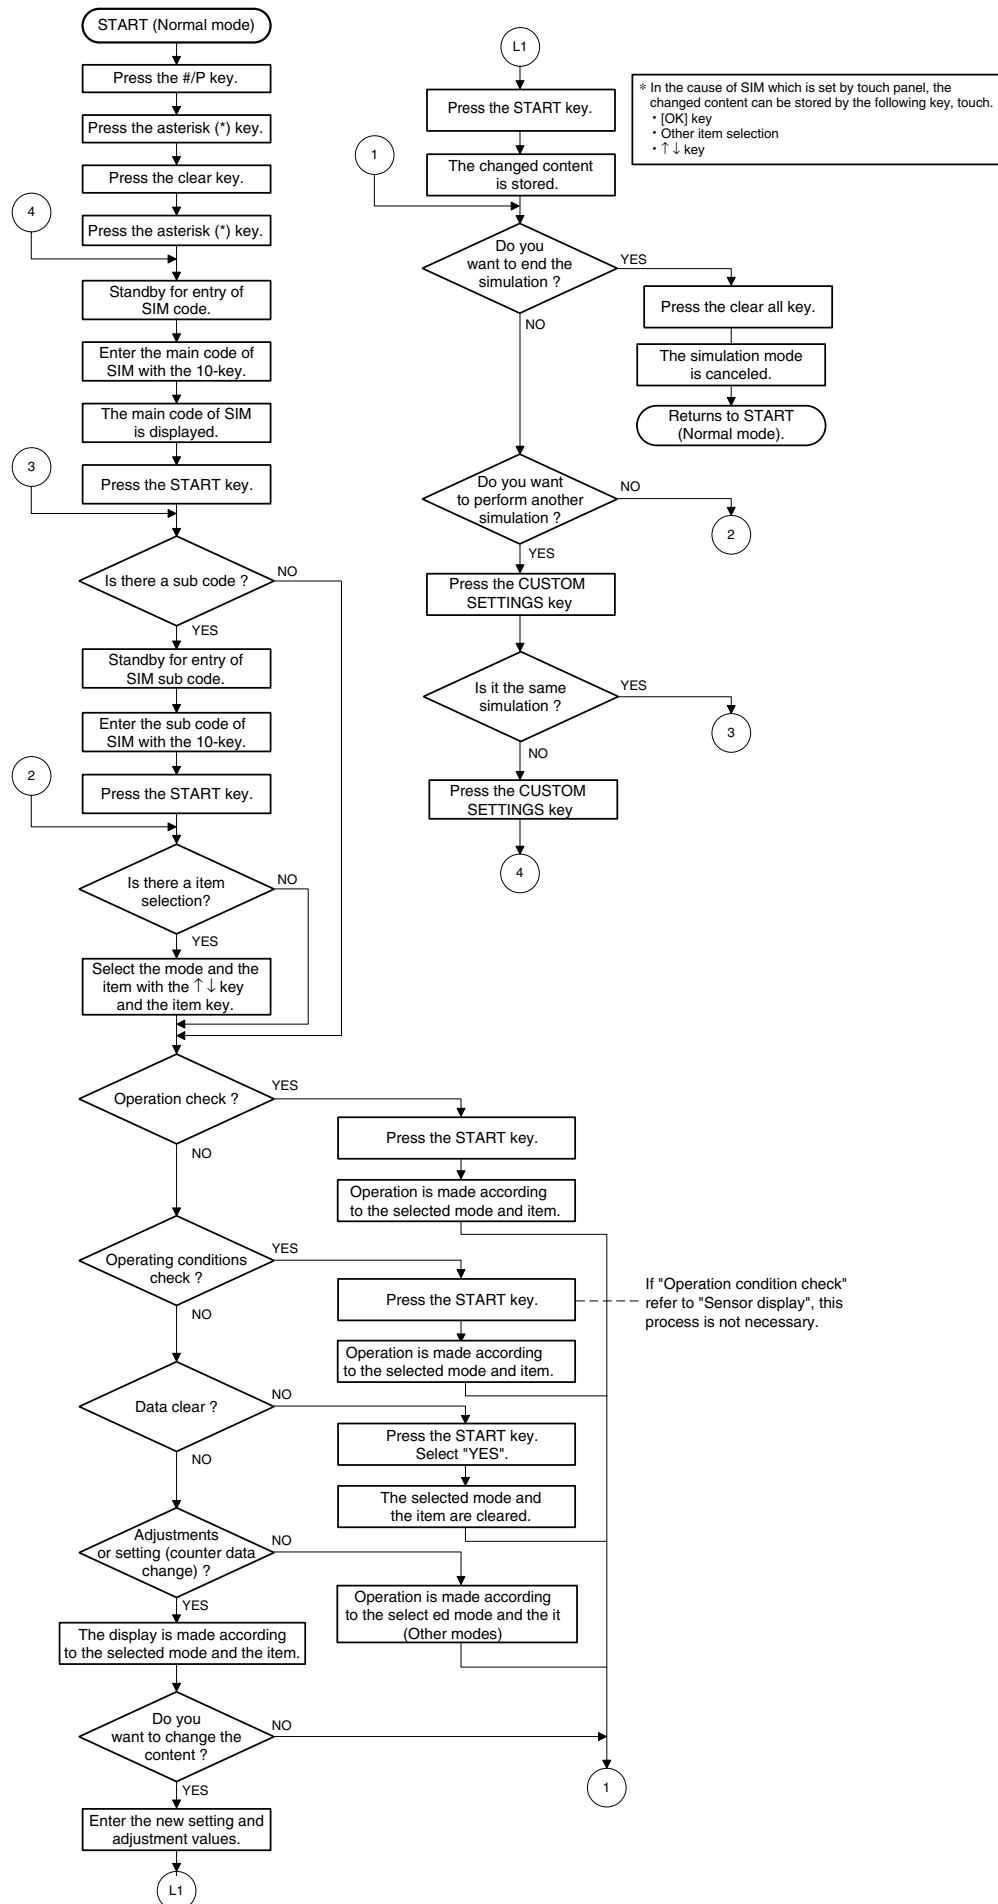 START (Normal mode)
Press the #/P key.
Press the asterisk (*) key.
Press the clear key.
4
Press the asterisk (*) key.
Standby for entry of
SIM code.
Enter the main code of
SIM with the 10-key.
The main code of SIM
is displayed.
3
Press the START key.
Is there a sub code ?
NO
YES
Standby for entry of
SIM sub code.
Enter the sub code of
SIM with the 10-key.
2
Press the START key.
Is there a item
selection?
NO
YES
Select the mode and the
item with the ↑↓ key
and the item key.
Operation check ?
YES
NO
Press the START key.
Operation is made according
to the selected mode and item.
Operating conditions
check ?
YES
NO
Press the START key.
If "Operation condition check"
refer to "Sensor display", this
process is not necessary.
Operation is made according
to the selected mode and item.
Data clear ?
NO
NO
Press the START key.
Select "YES".
The selected mode and
the item are cleared.
Adjustments
or setting (counter data
change) ?
NO
YES
Operation is made according
to the select ed mode and the it
(Other modes)
The display is made according
to the selected mode and the item.
Do you
want to change the
content ?
NO
YES
1
Enter the new setting and
adjustment values.
L1
L1
Press the START key.
1
The changed content
is stored.
* In the cause of SIM which is set by touch panel, the
changed content can be stored by the following key, touch.
・[OK] key
・Other item selection
・↑↓ key
Do you
want to end the
simulation ?
YES
NO
Press the clear all key.
The simulation mode
is canceled.
Returns to START
(Normal mode).
Do you want
to perform another
simulation ?
NO
2
YES
Press the CUSTOM
SETTINGS key
Is it the same
simulation ?
YES
3
NO
Press the CUSTOM
SETTINGS key
4